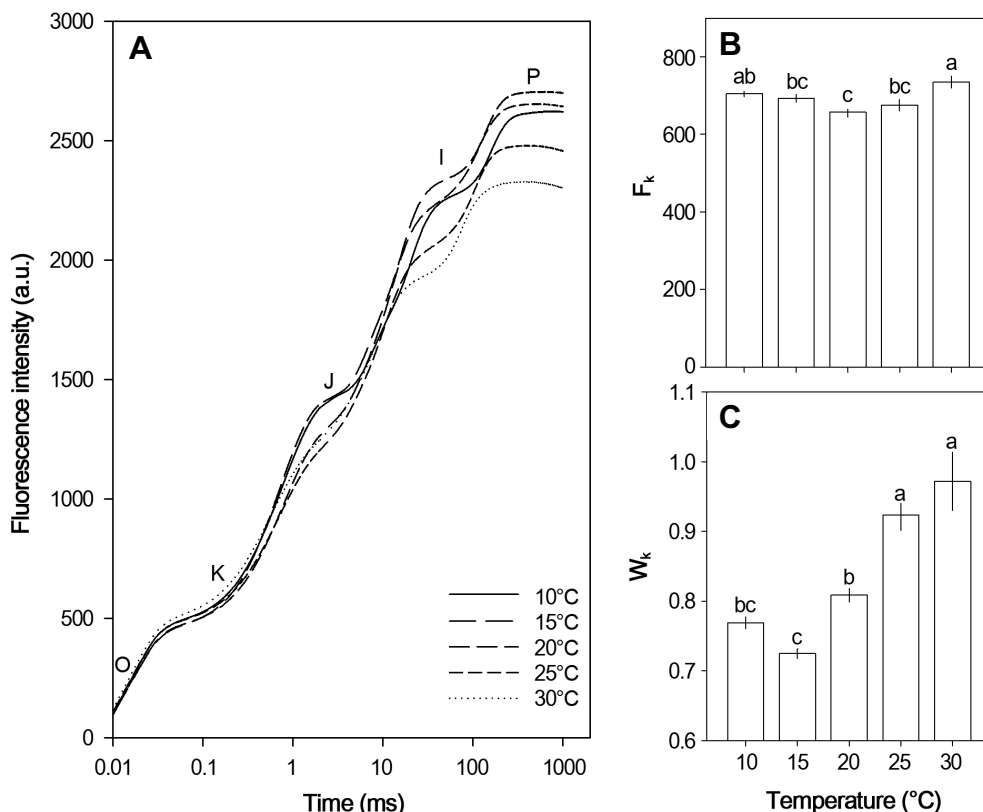 A
3000
2500
2000
1500
1000
500
0
Fluorescence intensity (a.u.)
O
K
J
I
P
10°C
15°C
20°C
25°C
30°C
0.01 0.1 1 10 100 1000
Time (ms)
B
800
600
400
200
0
Fk
ab bc c bc a
C
1.1
1.0
0.9
0.8
0.7
0.6
Wk
bc c b a a
10 15 20 25 30
Temperature (°C)